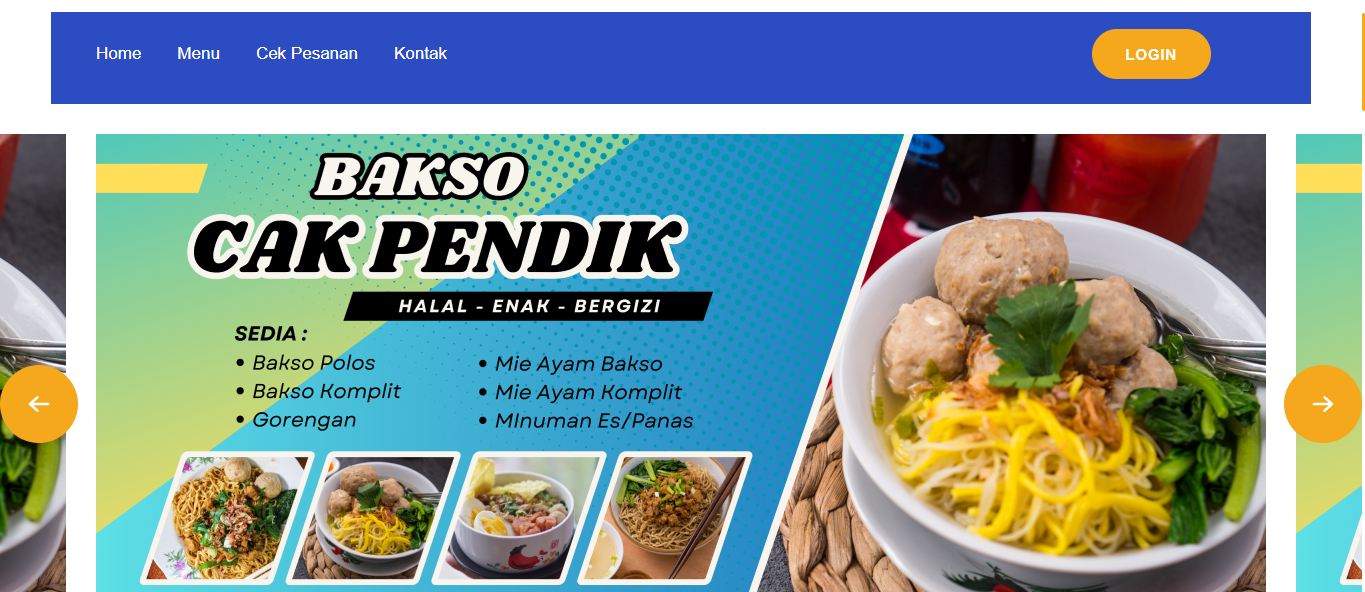 Home Menu Cek Pesanan Kontak LOGIN
BAKSO
CAK PENDIK
HALAL - ENAK - BERGIZI
SEDIA :
• Bakso Polos
• Bakso Komplit
• Gorengan
• Mie Ayam Bakso
• Mie Ayam Komplit
• MInuman Es/Panas